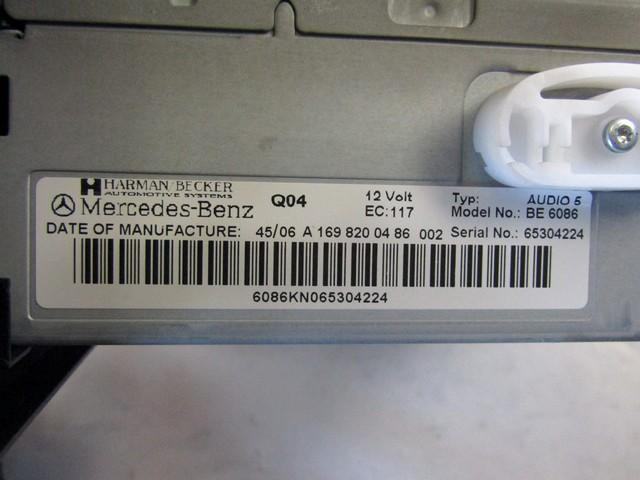 HARMAN/BECKER
AUTOMOTIVE SYSTEMS
Mercedes-Benz Q04 12 Volt Typ: AUDIO 5
EC:117 Model No.: BE 6086
DATE OF MANUFACTURE: 45/06 A 169 820 04 86 002 Serial No.: 65304224
6086KN065304224